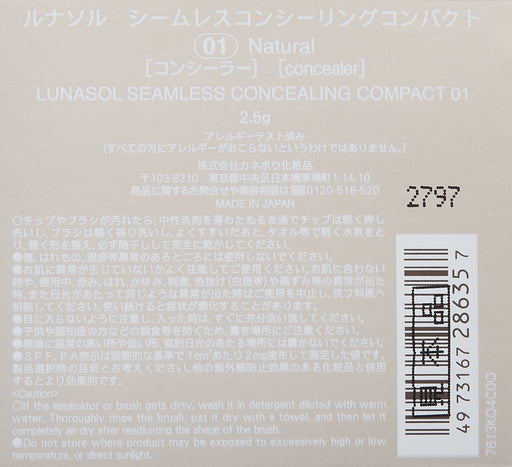 ルナソル シームレスコンシーリングコンパクト
01 Natural
[コンシーラー] [concealer]
LUNASOL SEAMLESS CONCEALING COMPACT 01
2.5g
アレルギーテスト済み
(すべての方にアレルギーがおこらないというわけではありません。)
株式会社カネボウ化粧品
〒103-8210 東京都中央区日本橋茅場町1-14-10
商品に関するお問合せや美容相談は 0120-518-520
MADE IN JAPAN
2797
○チップやブラシが汚れたら、中性洗剤を薄めたぬるま湯でチップは軽く押し
洗いし、ブラシは軽く振り洗いし、よくすすいだあと、タオル等で軽く水気をと
り、軽く形を整え、必ず陰干しして完全に乾かしてください。
●傷、はれもの、湿疹等異常のあるところには使用しないでください。
●お肌に異常が生じていないかよく注意してご使用ください。お肌に合わない
時や、使用中、赤み、はれ、かゆみ、刺激、色抜け(白斑等)や黒ずみ等の異常が出た
時、また日光があたって同じような異常が出た時はご使用を中止し、皮フ科医へ
相談してください。使い続けると症状が悪化することがあります。
●目に入らないように注意し、入った時は、すぐに充分洗い流してください。
●子供や認知症の方などの誤食等を防ぐため、置き場所にご注意ください。
●極端に温度の高い所や低い所、直射日光のあたる場所には置かないでください。
●SPF、PA表示は国際的な基準で1cm²あたり2mg塗布して測定した値です。
製品選択時の目安とお考えください。他の紫外線防止効果のある化粧品と併用
するとより効果的です。
<Caution>
○If the applicator or brush gets dirty, wash it in detergent diluted with warm
water. Thoroughly rinse the brush, pat it dry with a towel, and then let it
completely air-dry after readjusting the shape of the brush.
●Do not store where product may be exposed to excessively high or low
temperature, or direct sunlight.
見本品
4 973167 286357
7813K04C00